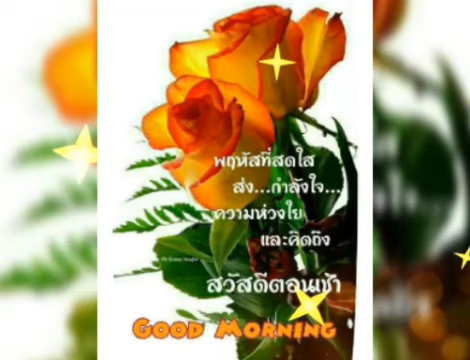 พฤหัสที่สดใส
ส่ง...กำลังใจ...
ความห่วงใย
และคิดถึง
สวัสดีตอนเช้า
GOOD MORNING